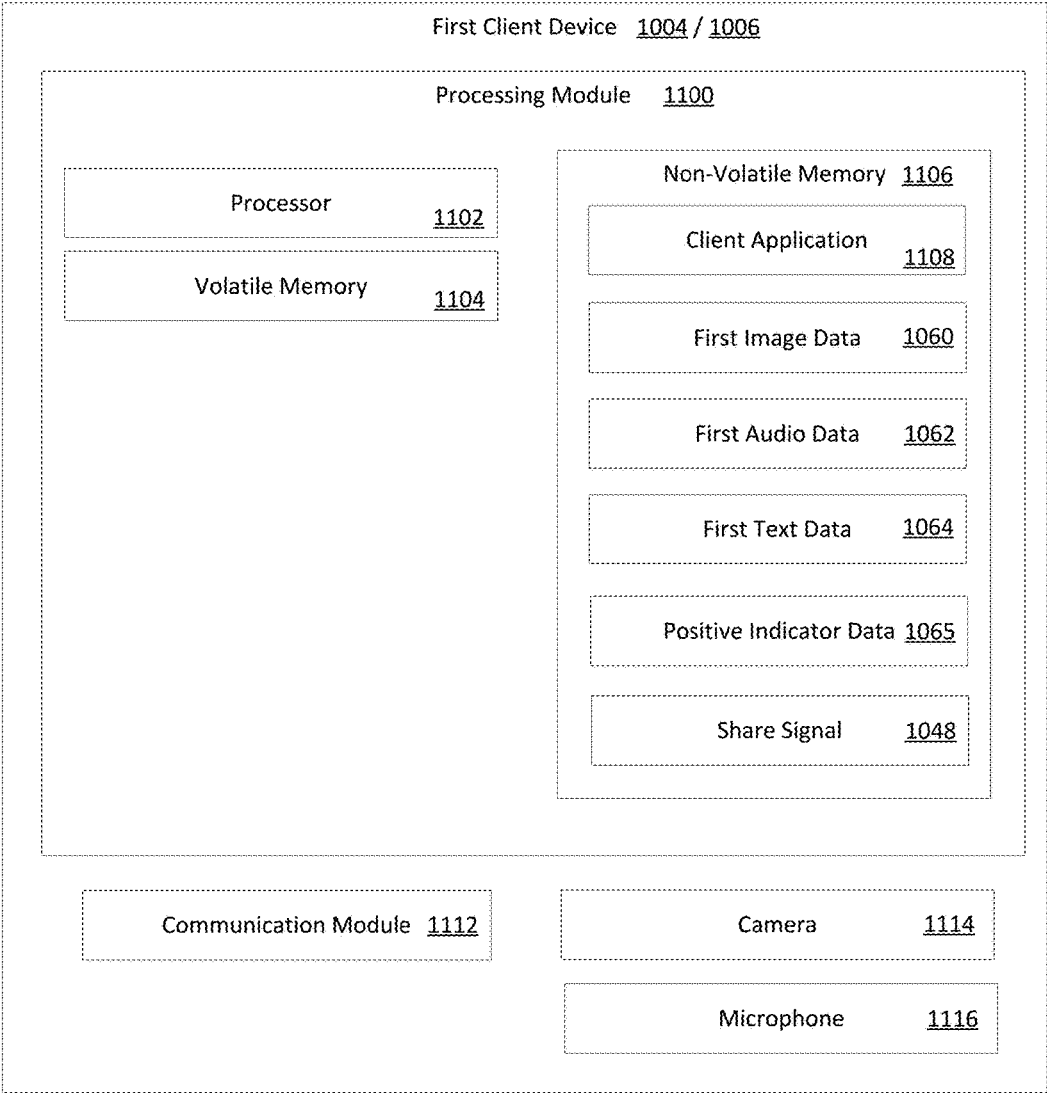 First Client Device 1004 / 1006
Processing Module 1100
Processor 1102
Volatile Memory 1104
Non-Volatile Memory 1106
Client Application 1108
First Image Data 1060
First Audio Data 1062
First Text Data 1064
Positive Indicator Data 1065
Share Signal 1048
Communication Module 1112
Camera 1114
Microphone 1116